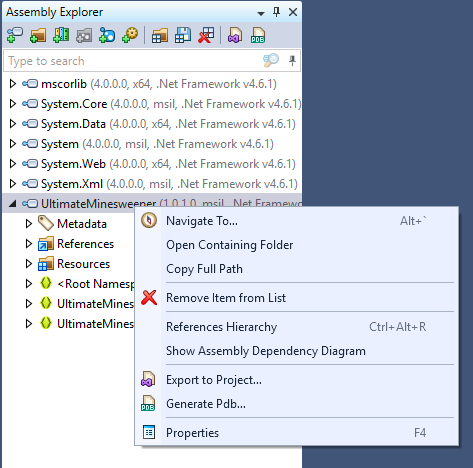 Assembly Explorer
PDB
Type to search
mscorlib (4.0.0.0, x64, .Net Framework v4.6.1)
System.Core (4.0.0.0, msil, .Net Framework v4.6.1)
System.Data (4.0.0.0, x64, .Net Framework v4.6.1)
System (4.0.0.0, msil, .Net Framework v4.6.1)
System.Web (4.0.0.0, x64, .Net Framework v4.6.1)
System.Xml (4.0.0.0, msil, .Net Framework v4.6.1)
UltimateMinesweeper (1.0.1.0, msil, .Net Framewo
Metadata
References
Resources
<Root Namesp
UltimateMines
UltimateMines
Navigate To... Alt+`
Open Containing Folder
Copy Full Path
Remove Item from List
References Hierarchy Ctrl+Alt+R
Show Assembly Dependency Diagram
Export to Project...
PDB Generate Pdb...
Properties F4